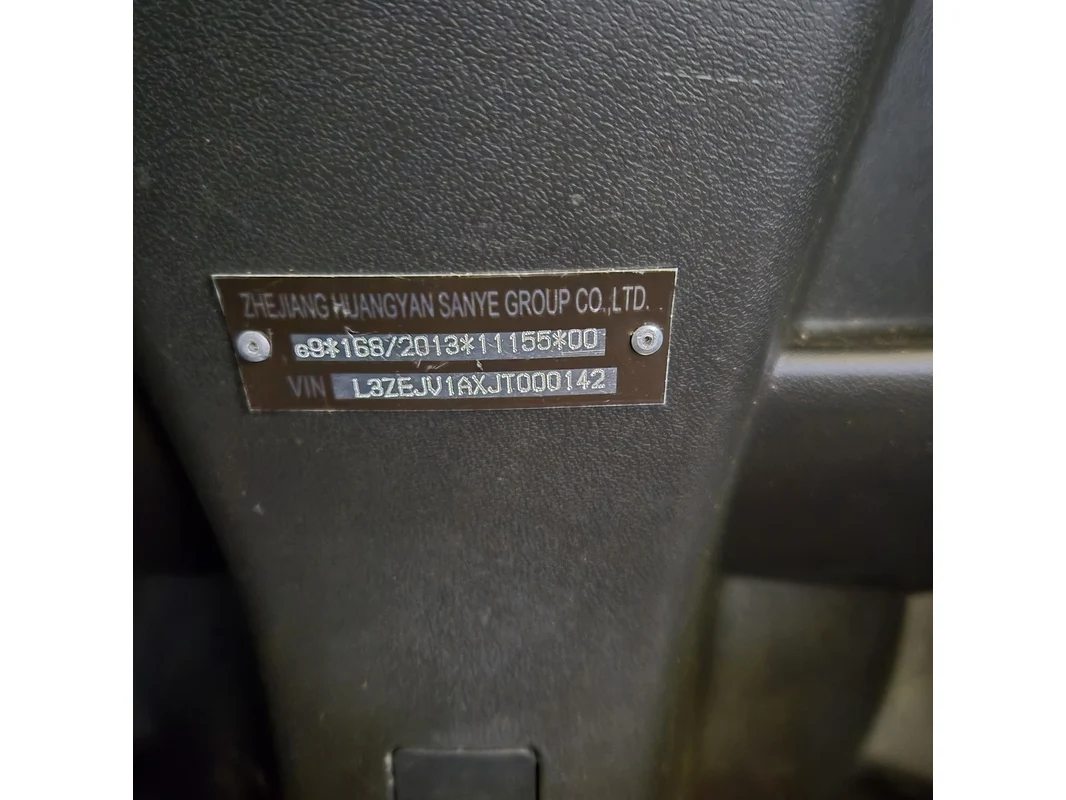 ZHEJIANG HUANGYAN SANYE GROUP CO.,LTD.
e9*168/2013*11155*00
VIN L3ZEJV1AXJT000142